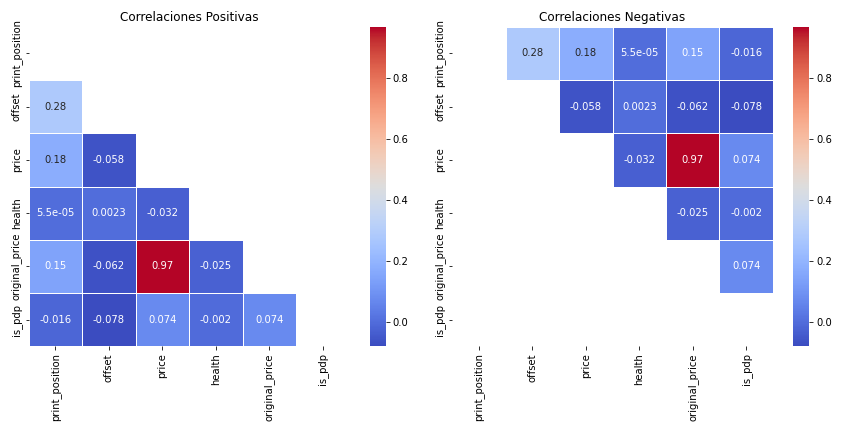 Correlaciones Positivas
print_position
offset
0.28
price
0.18 -0.058
health
5.5e-05 0.0023 -0.032
original_price
0.15 -0.062 0.97 -0.025
is_pdp
-0.016 -0.078 0.074 -0.002 0.074
print_position offset price health original_price is_pdp
0.8
0.6
0.4
0.2
0.0
Correlaciones Negativas
print_position
0.28 0.18 5.5e-05 0.15 -0.016
offset
-0.058 0.0023 -0.062 -0.078
price
-0.032 0.97 0.074
health
-0.025 -0.002
original_price
0.074
is_pdp
print_position offset price health original_price is_pdp
0.8
0.6
0.4
0.2
0.0